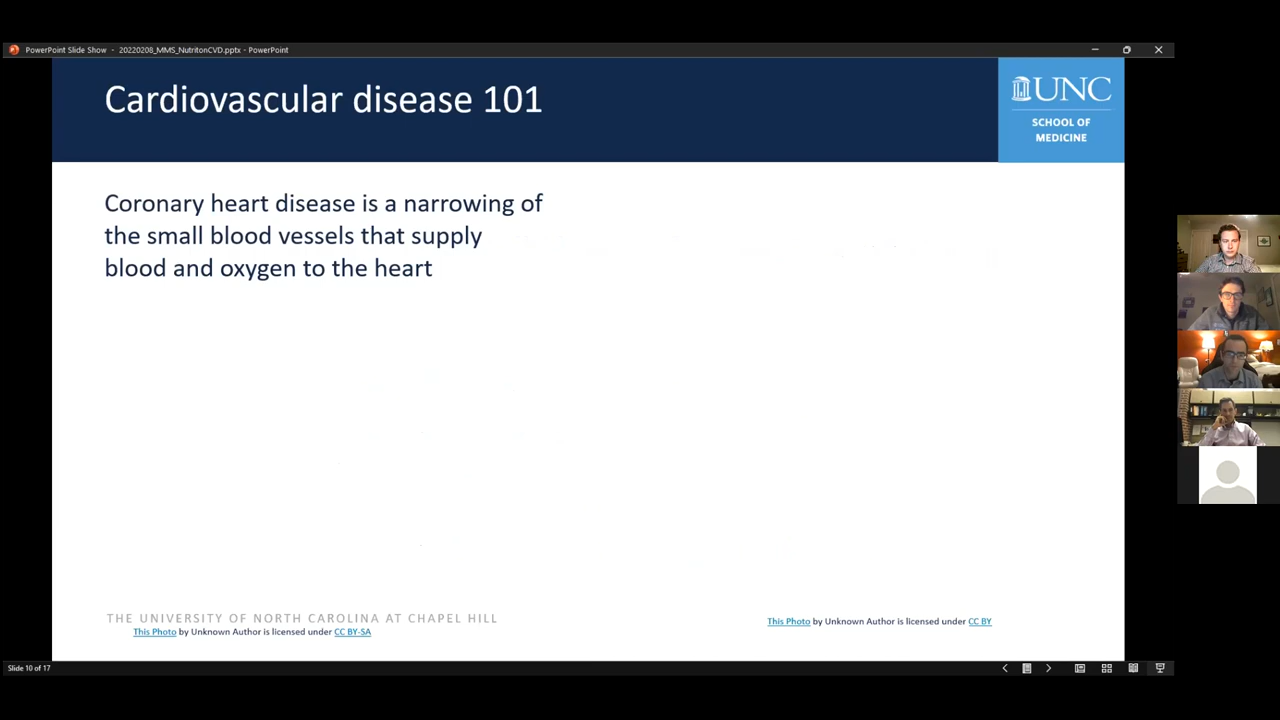 PowerPoint Slide Show - 20220208_MMS_NutritonCVD.pptx - PowerPoint
Cardiovascular disease 101
UNC
SCHOOL OF
MEDICINE
Coronary heart disease is a narrowing of
the small blood vessels that supply
blood and oxygen to the heart
THE UNIVERSITY OF NORTH CAROLINA AT CHAPEL HILL
This Photo by Unknown Author is licensed under CC BY-SA
This Photo by Unknown Author is licensed under CC BY
Slide 10 of 17